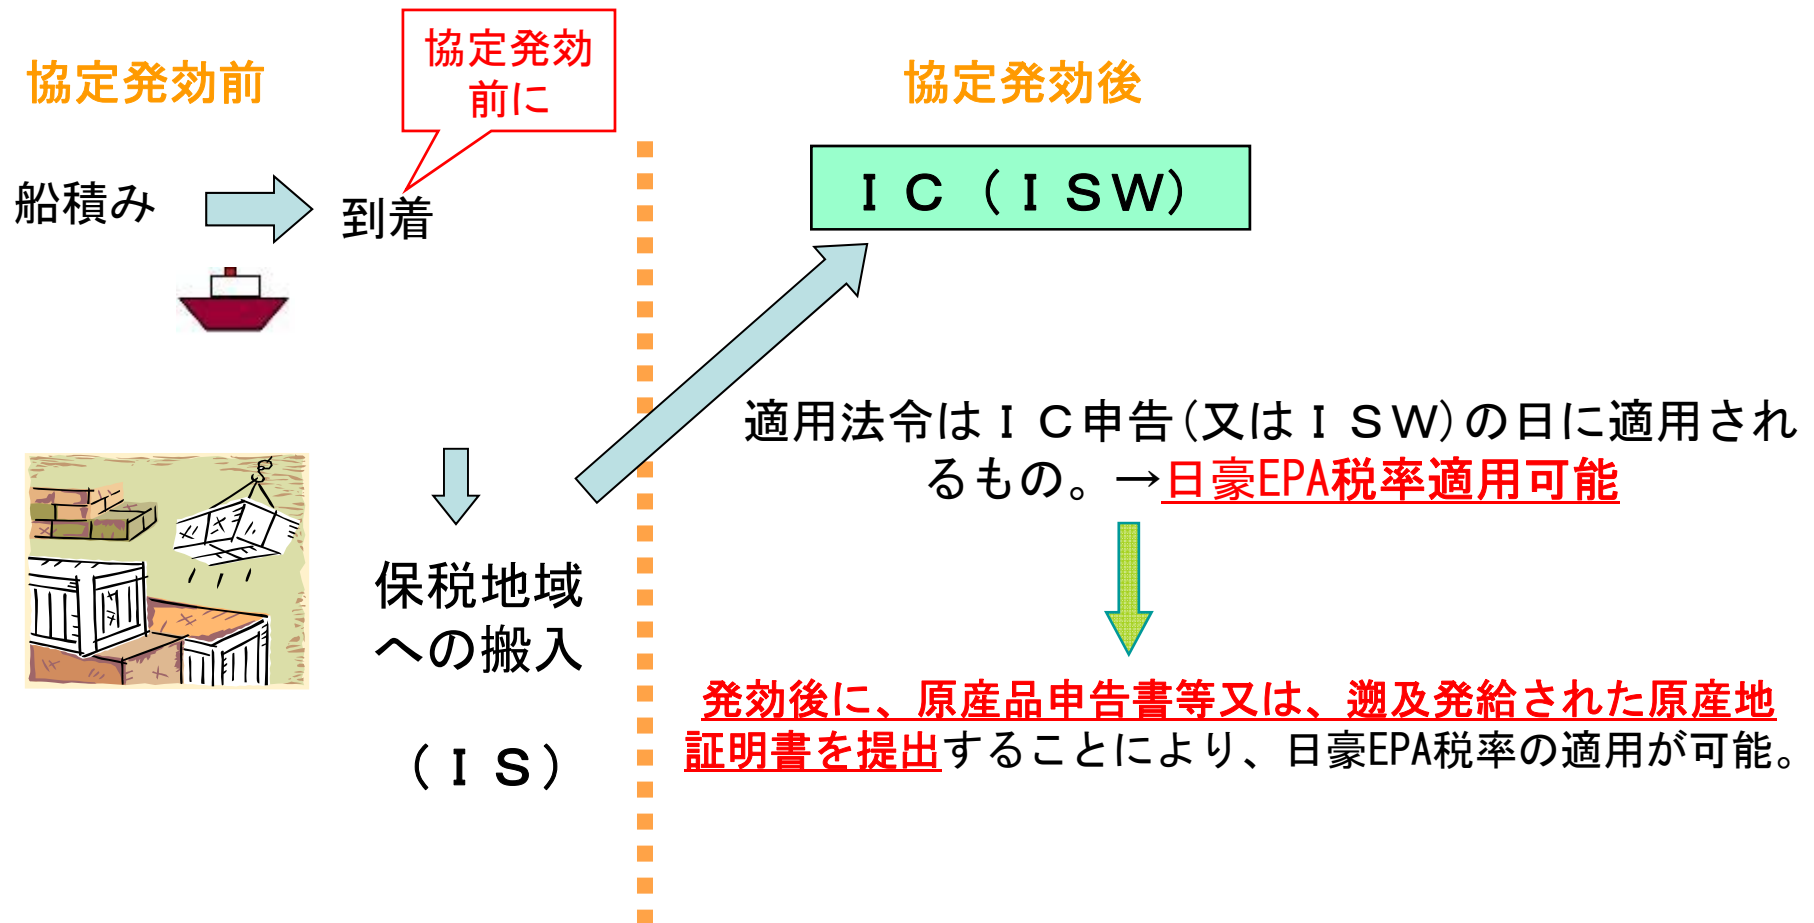 協定発効前
協定発効
前に
協定発効後
船積み
到着
ＩＣ（ＩＳＷ）
適用法令はＩＣ申告(又はＩＳＷ)の日に適用され
るもの。→日豪EPA税率適用可能
保税地域
への搬入
（ＩＳ）
発効後に、原産品申告書等又は、遡及発給された原産地
証明書を提出することにより、日豪EPA税率の適用が可能。